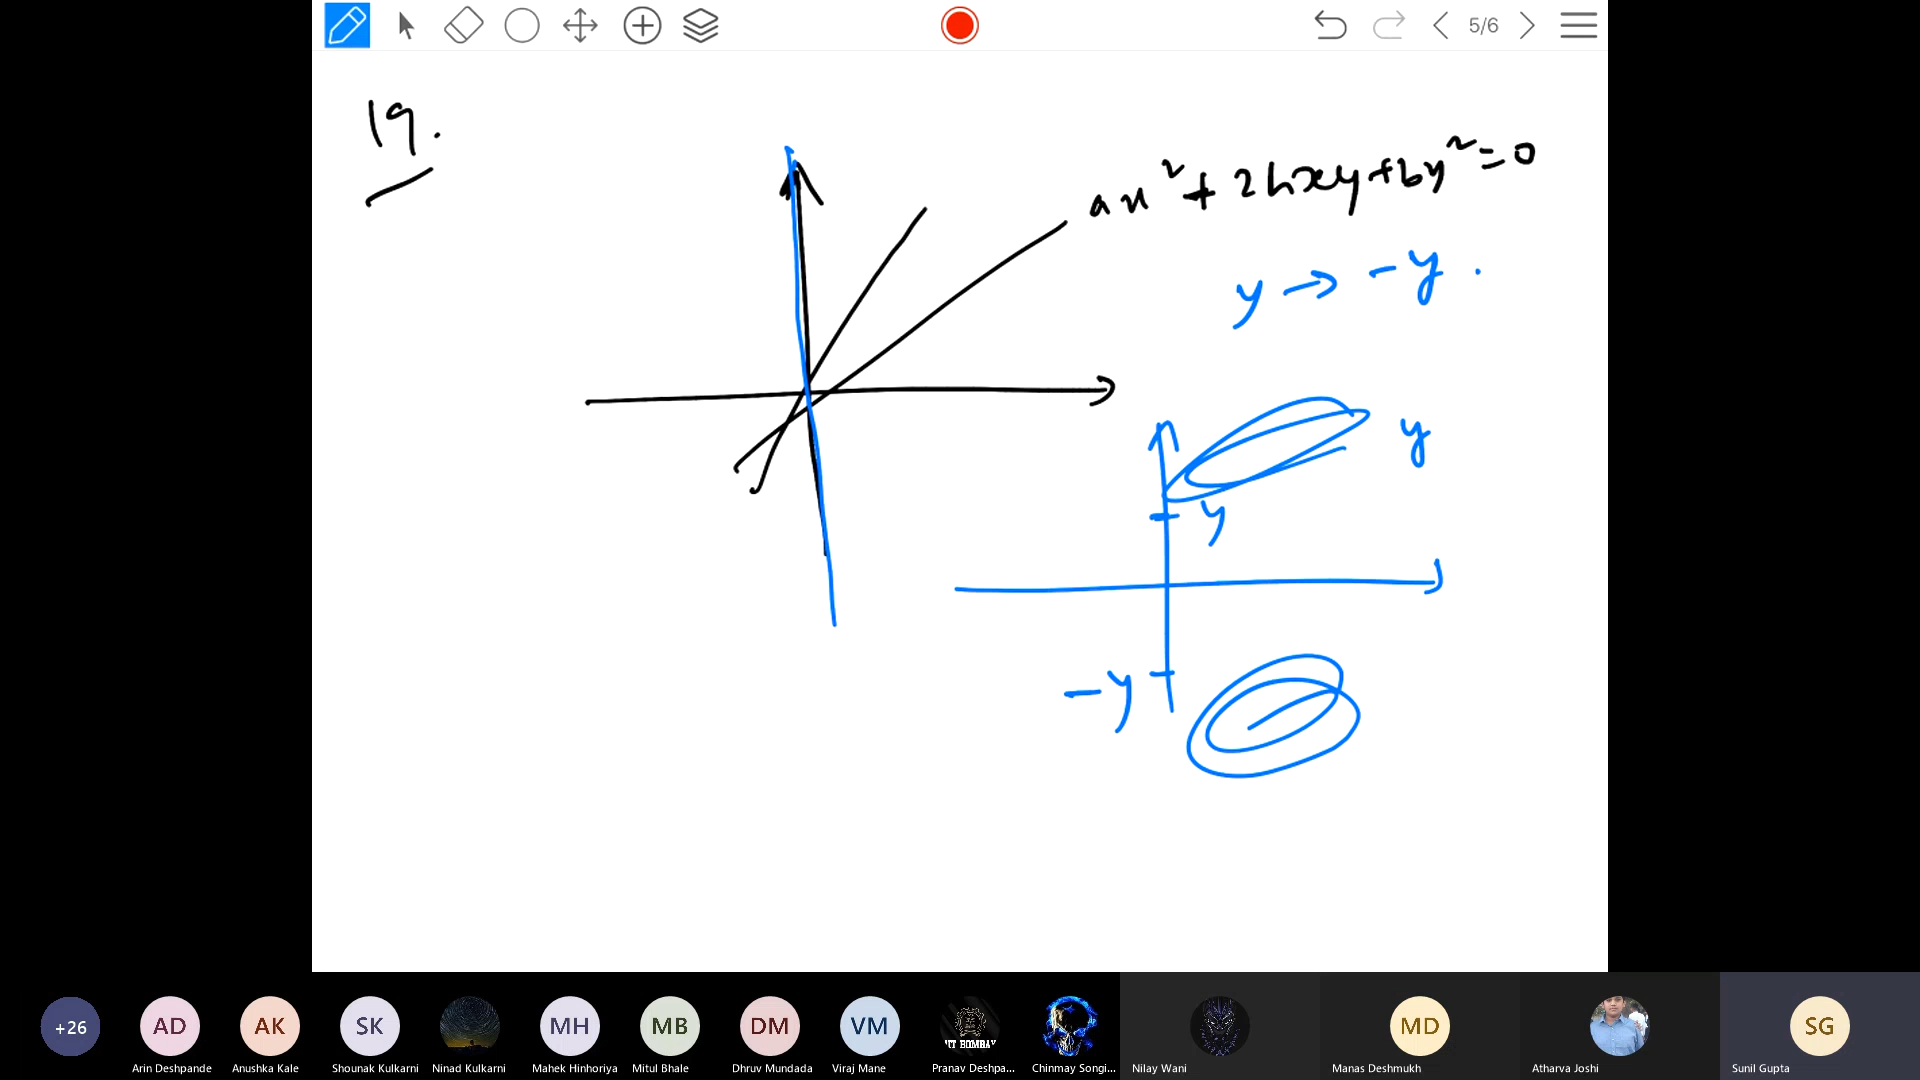 5/6
19.
ax²+2hxy+by²=0
y → -y .
y
y
-y
+26
AD
AK
SK
MH
MB
DM
VM
IT BOMBAY
MD
SG
Arin Deshpande
Anushka Kale
Shounak Kulkarni
Ninad Kulkarni
Mahek Hinhoriya
Mitul Bhale
Dhruv Mundada
Viraj Mane
Pranav Deshpa...
Chinmay Songi...
Nilay Wani
Manas Deshmukh
Atharva Joshi
Sunil Gupta